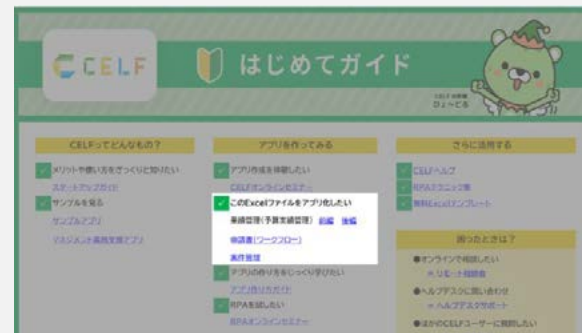 CELF
はじめてガイド
CELFってどんなもの?
メリットや使い方をざっくりと知りたい
スタートアップガイド
サンプルを見る
サンプルアプリ
マネジメント高時支援アプリ
アプリを作ってみる
アプリ作成を体験したい
CELFオンラインセミナー
このExcelファイルをアプリ化したい
業績管理(予算実績管理) 前編 後編
申請書(ワークフロー)
案件管理
アプリの作り方をじっくり学びたい
アプリ作り方ガイド
RPAを試したい
RPAオンラインセミナー
さらに活用する
CELFヘルプ
RPAテクニック集
無料Excelテンプレート
困ったときは?
●オンラインで相談したい
リモート相談会
●ヘルプデスクに問い合わせ
ヘルプデスクサポート
●ほかのCELFユーザーに質問したい